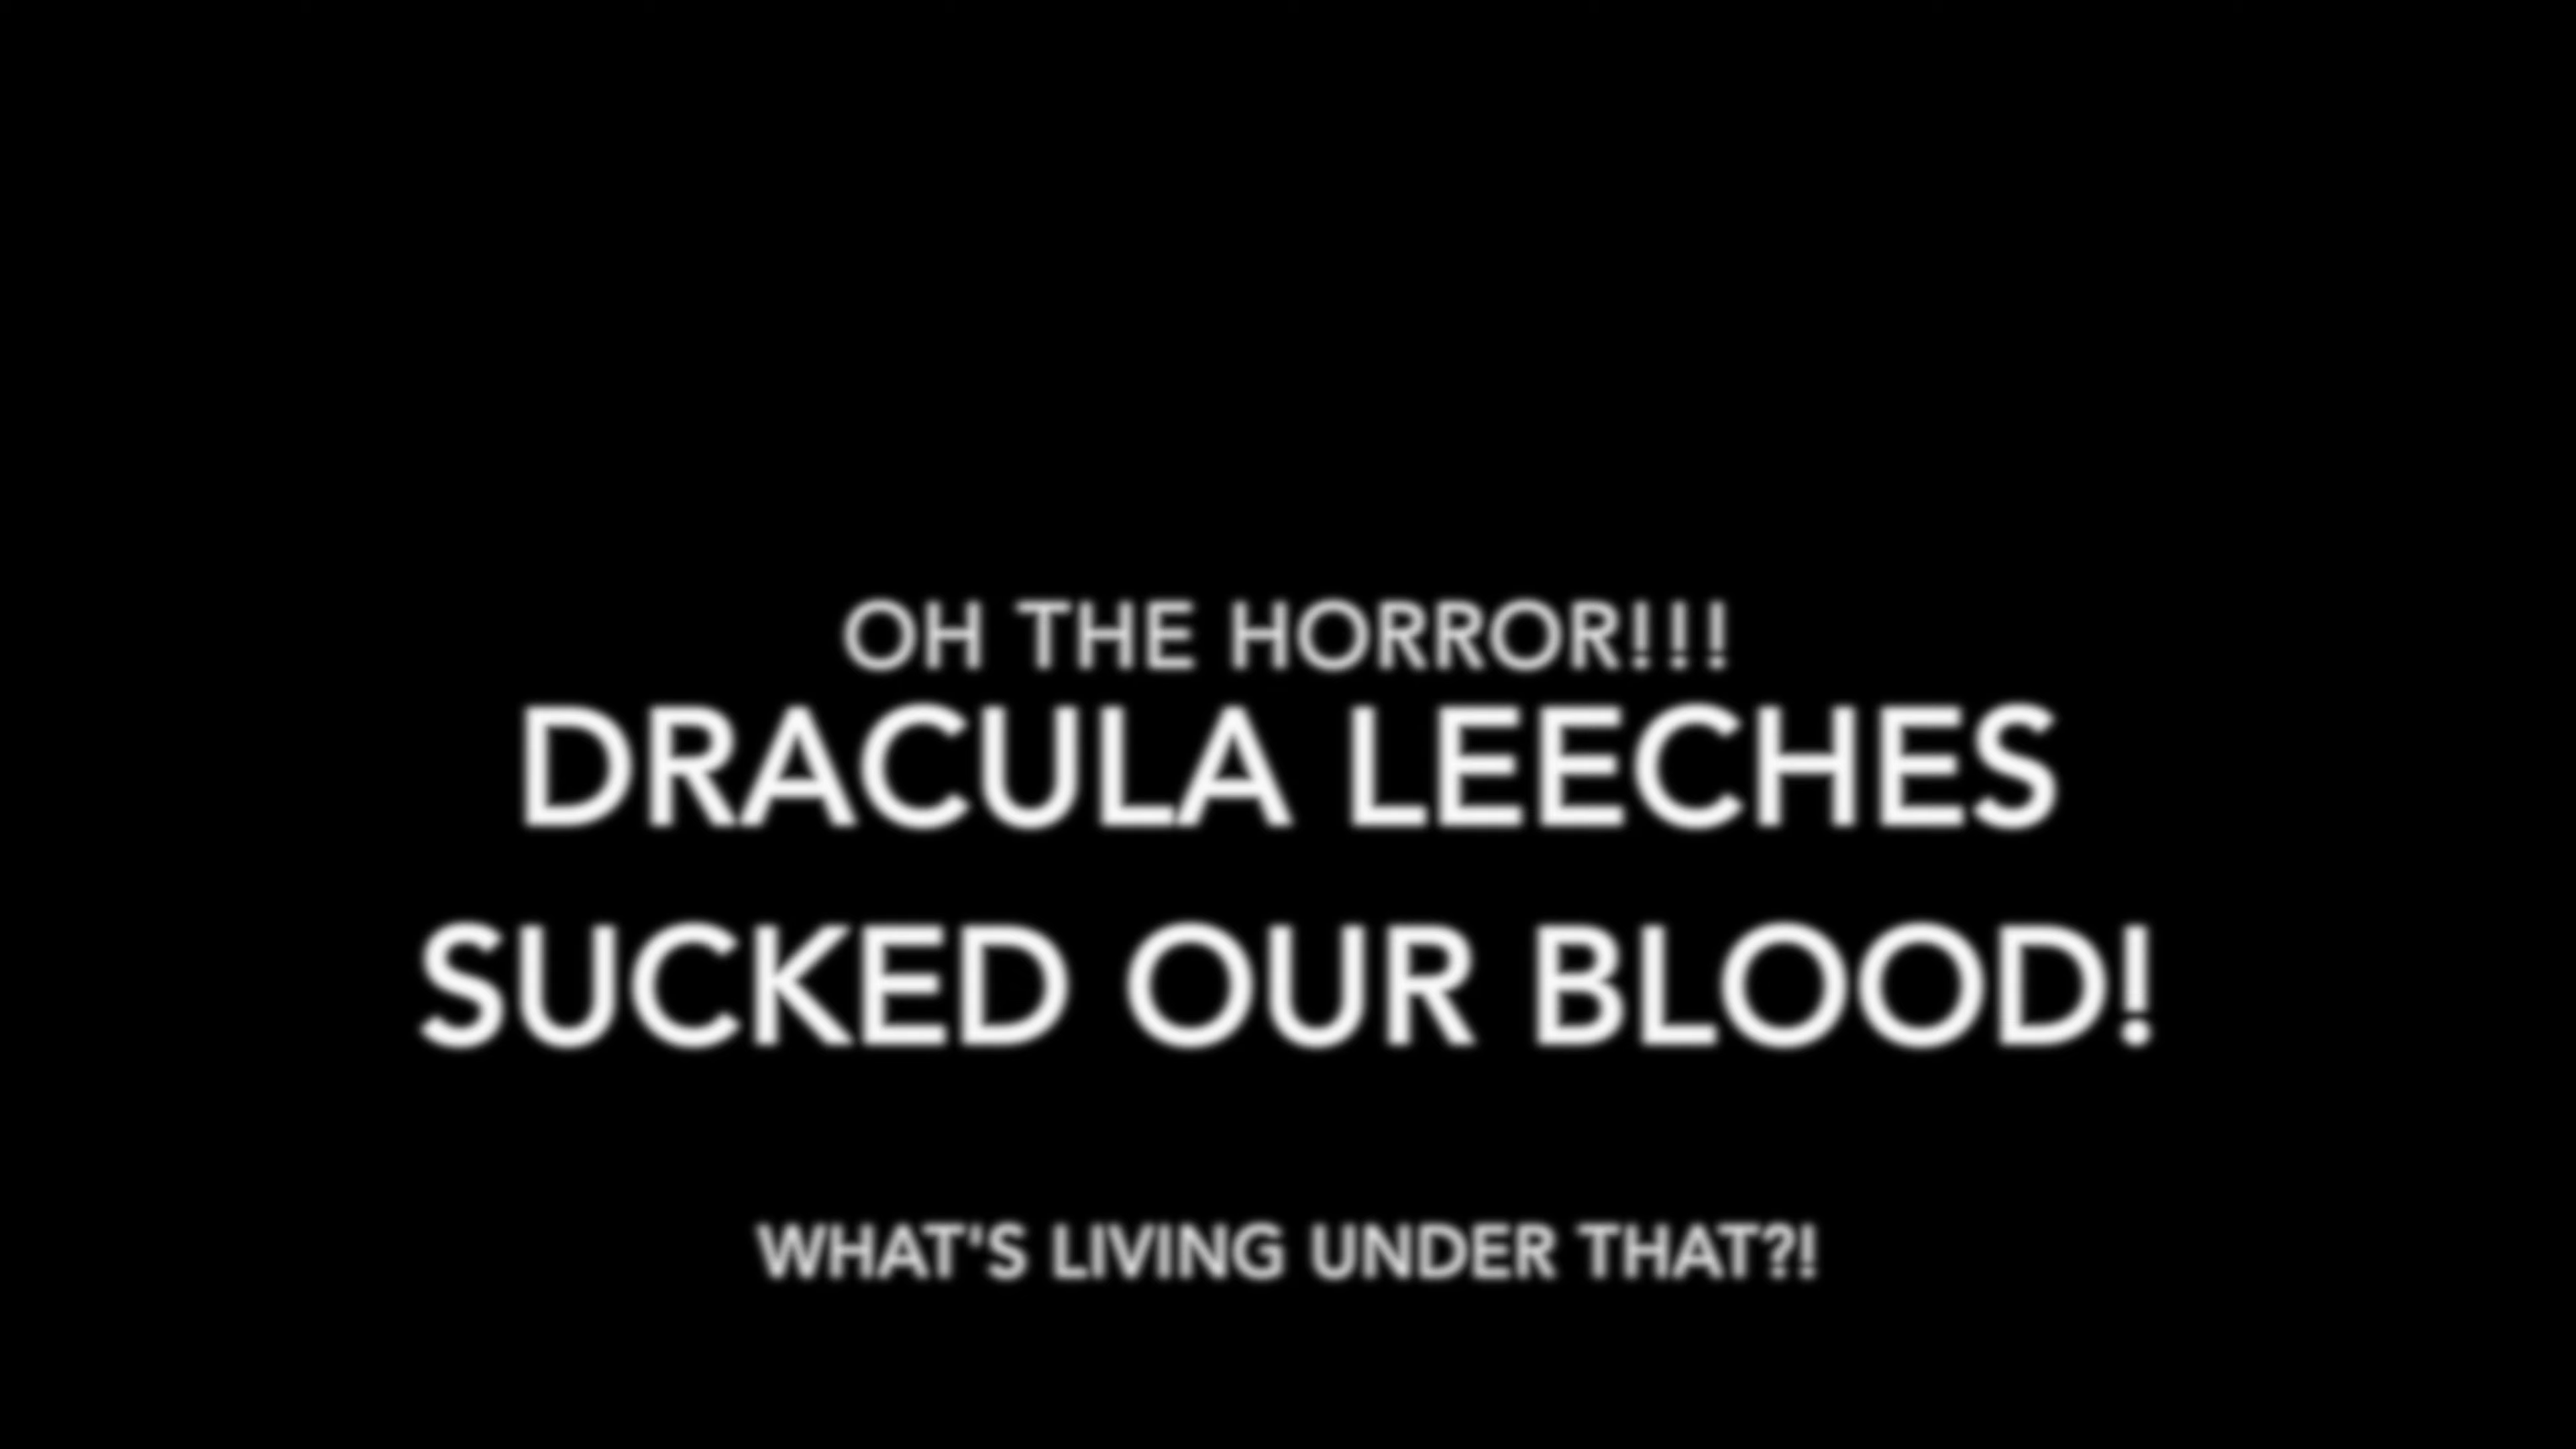 OH THE HORROR!!!
DRACULA LEECHES
SUCKED OUR BLOOD!
WHAT'S LIVING UNDER THAT?!